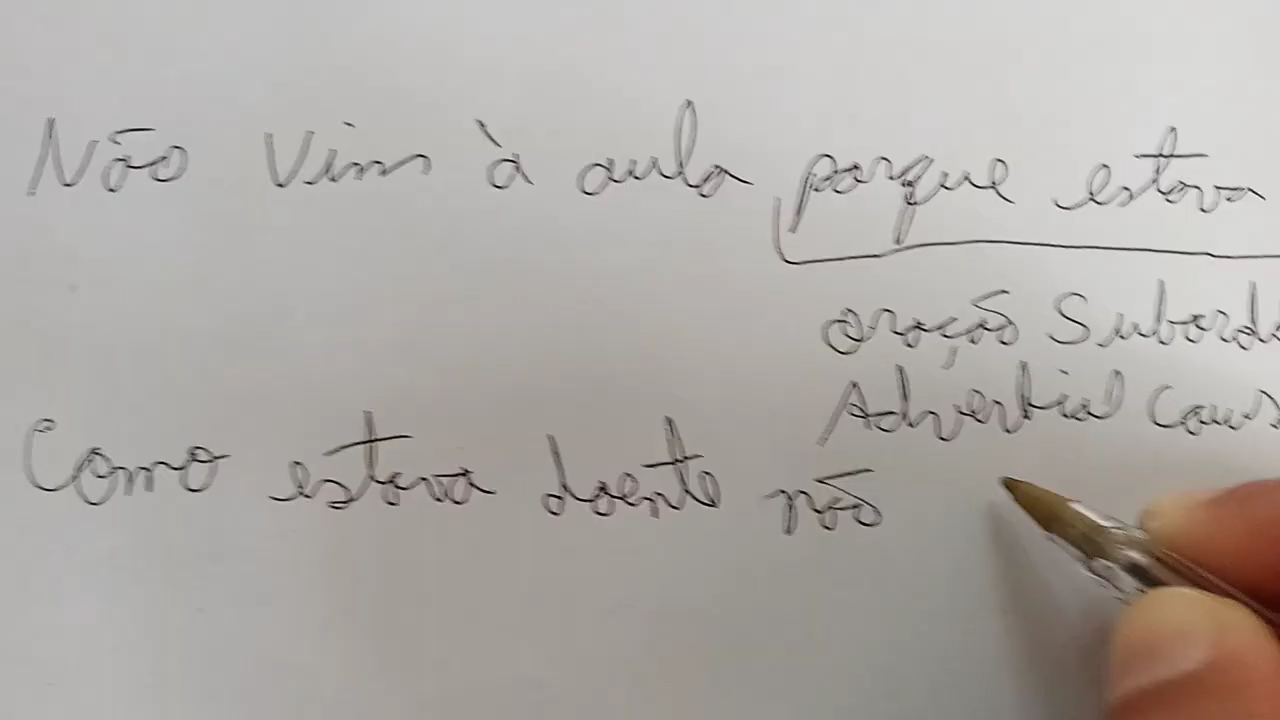 Não vim à aula porque estava
oração Subord
Adverbial Caus
Como estava doente não